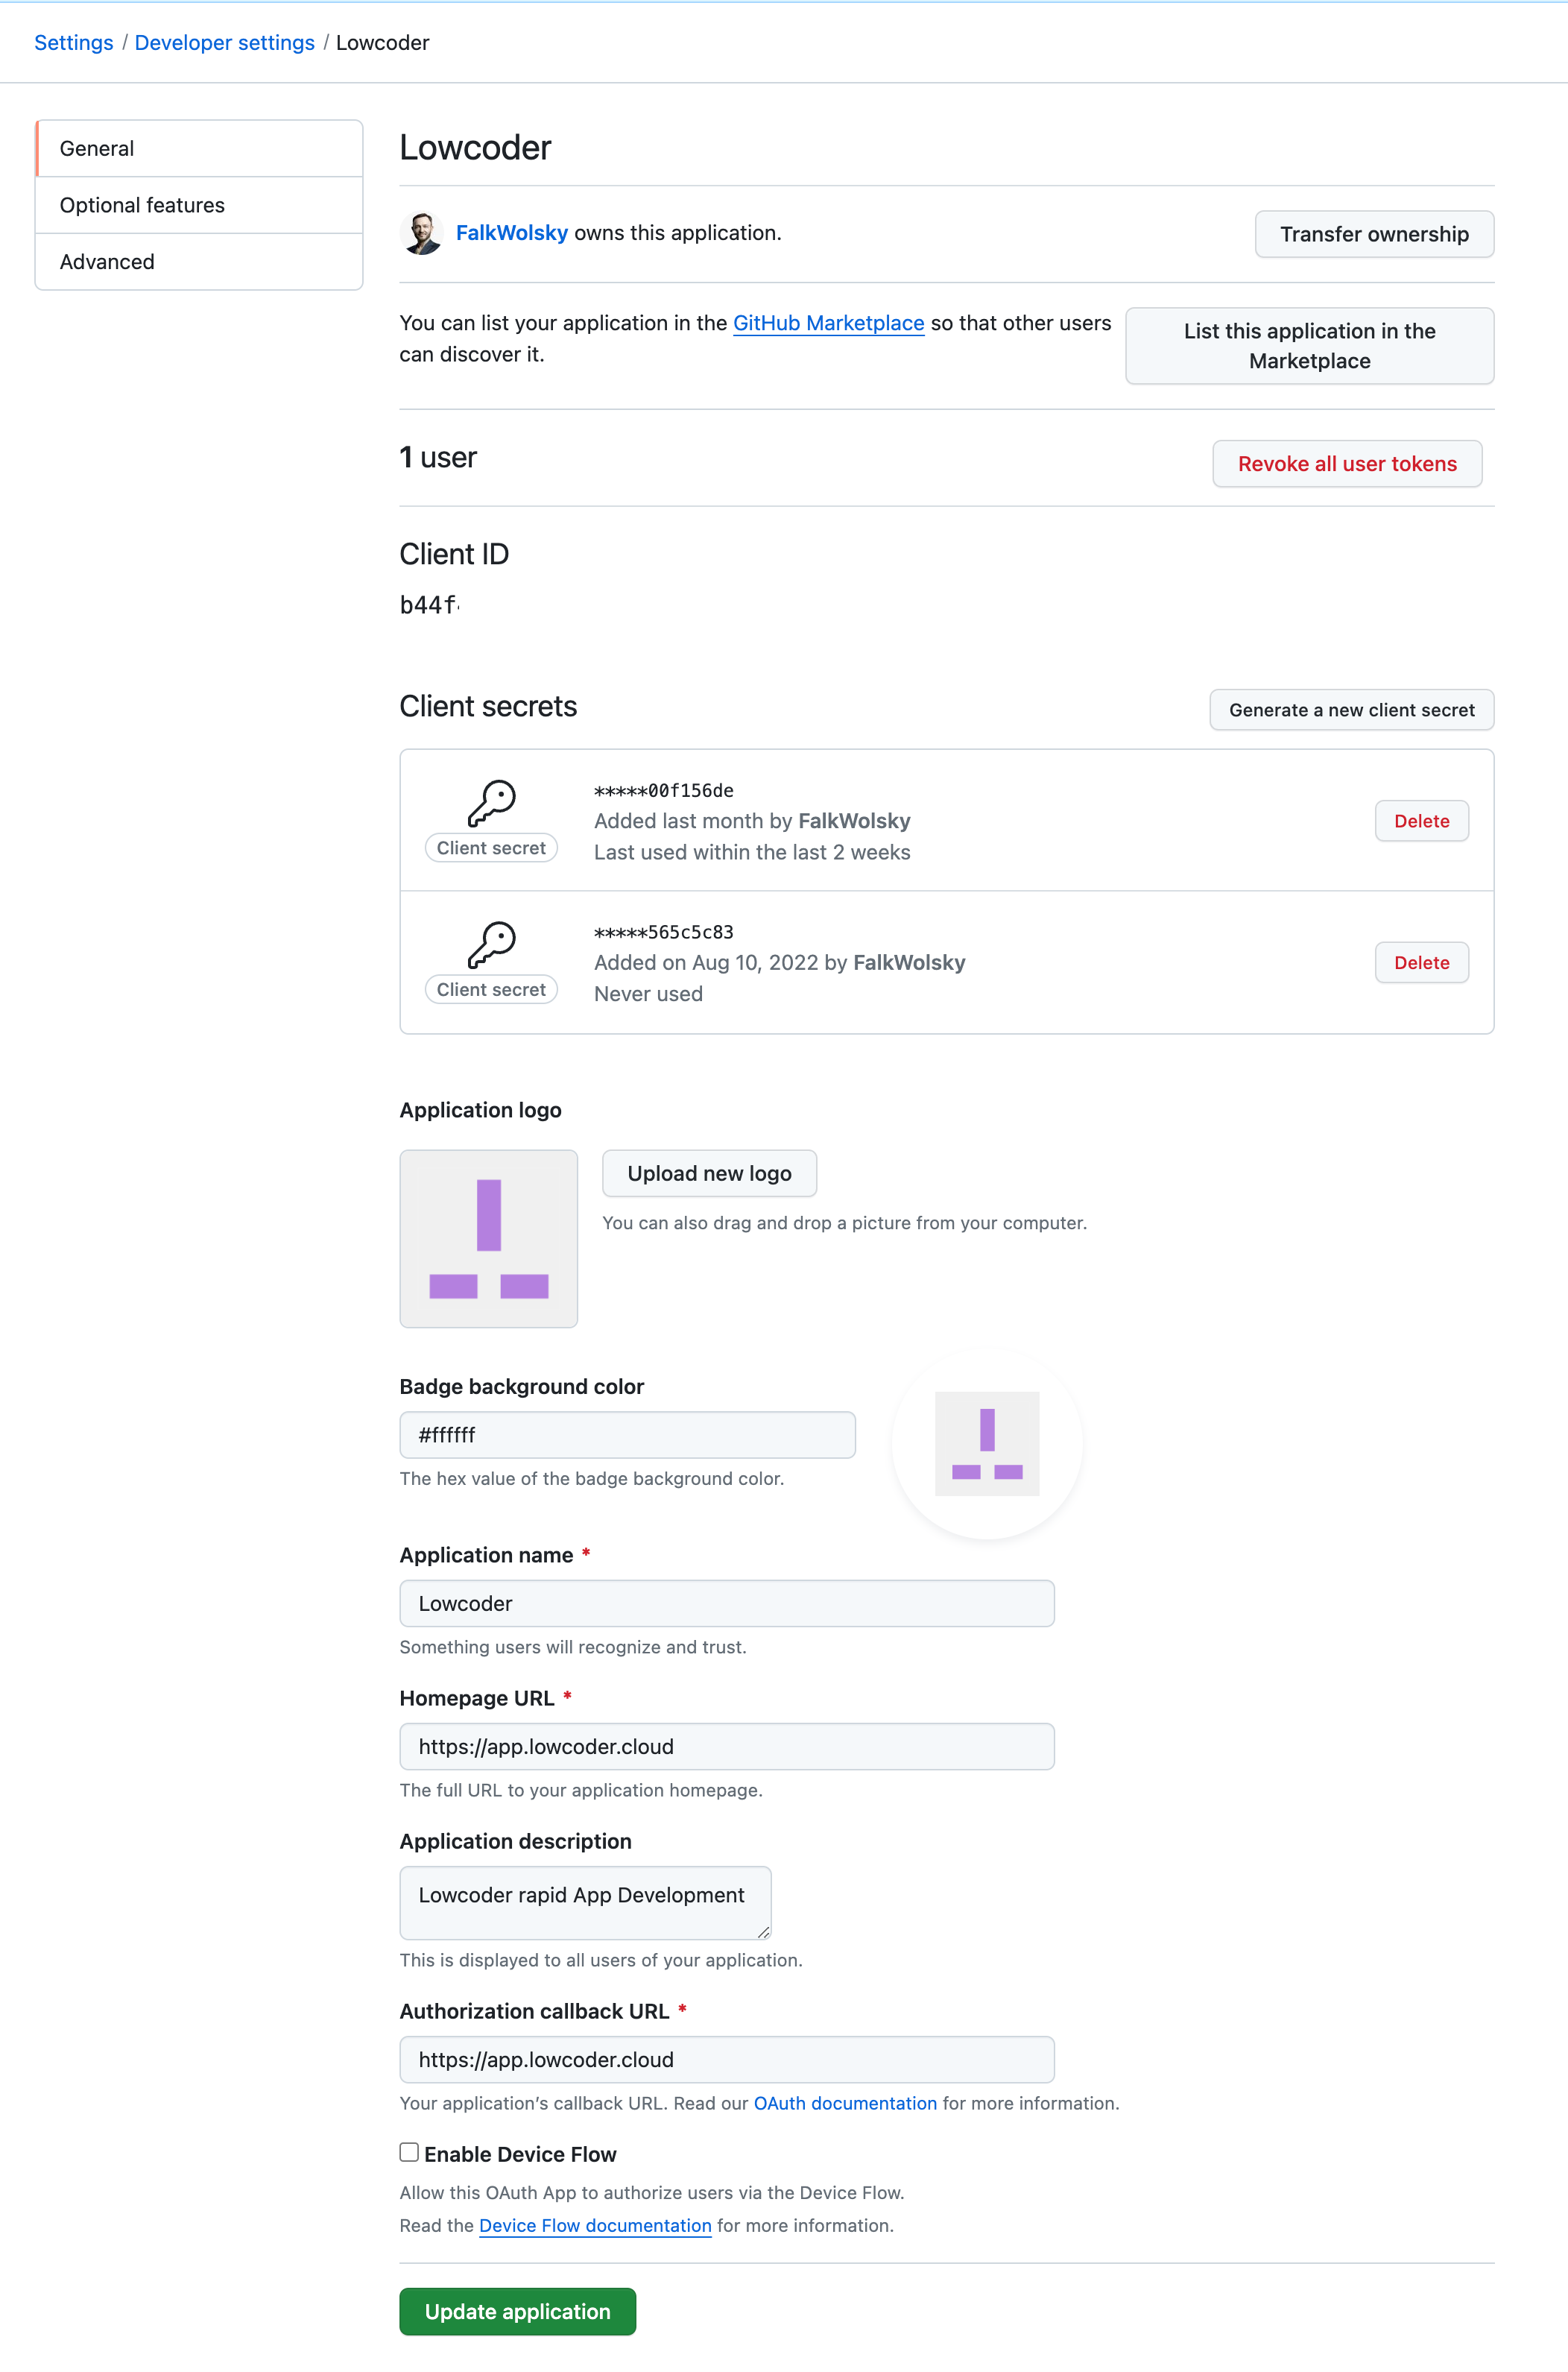 Settings / Developer settings / Lowcoder
General
Optional features
Advanced
Lowcoder
FalkWolsky owns this application.
Transfer ownership
You can list your application in the GitHub Marketplace so that other users
can discover it.
List this application in the
Marketplace
1 user
Revoke all user tokens
Client ID
b44f
Client secrets
Generate a new client secret
Client secret
*****00f156de
Added last month by FalkWolsky
Last used within the last 2 weeks
Delete
Client secret
*****565c5c83
Added on Aug 10, 2022 by FalkWolsky
Never used
Delete
Application logo
Upload new logo
You can also drag and drop a picture from your computer.
Badge background color
#ffffff
The hex value of the badge background color.
Application name *
Lowcoder
Something users will recognize and trust.
Homepage URL *
https://app.lowcoder.cloud
The full URL to your application homepage.
Application description
Lowcoder rapid App Development
This is displayed to all users of your application.
Authorization callback URL *
https://app.lowcoder.cloud
Your application’s callback URL. Read our OAuth documentation for more information.
Enable Device Flow
Allow this OAuth App to authorize users via the Device Flow.
Read the Device Flow documentation for more information.
Update application